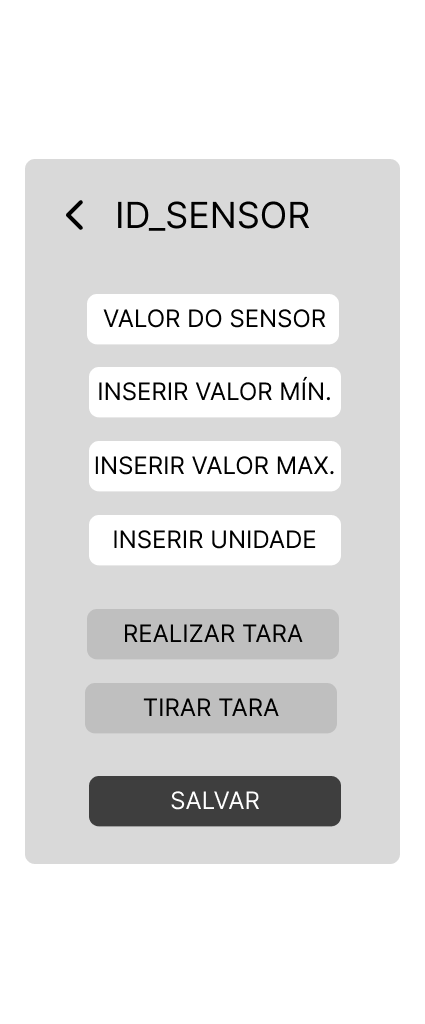 ID_SENSOR
VALOR DO SENSOR
INSERIR VALOR MÍN.
INSERIR VALOR MAX.
INSERIR UNIDADE
REALIZAR TARA
TIRAR TARA
SALVAR